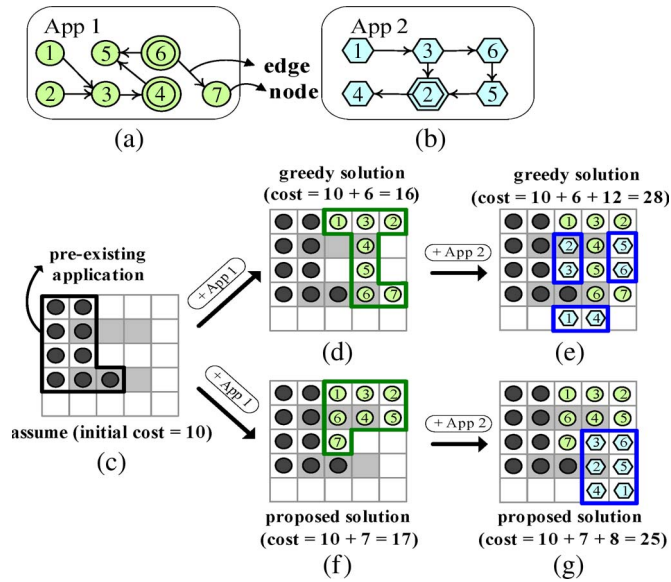 App 1
1 5 6
2 3 4 7
edge
node
(a)
App 2
1 3 6
4 2 5
(b)
greedy solution
(cost = 10 + 6 = 16)
greedy solution
(cost = 10 + 6 + 12 = 28)
pre-existing
application
assume (initial cost = 10)
(c)
+ App 1
1 3 2
4
5
6 7
(d)
+ App 2
1 3 2
2 4 5
3 5 6
6 7
1 4
(e)
+ App 1
1 3 2
6 4 5
7
proposed solution
(cost = 10 + 7 = 17)
(f)
+ App 2
1 3 2
6 4 5
7 3 6
2 5
4 1
proposed solution
(cost = 10 + 7 + 8 = 25)
(g)